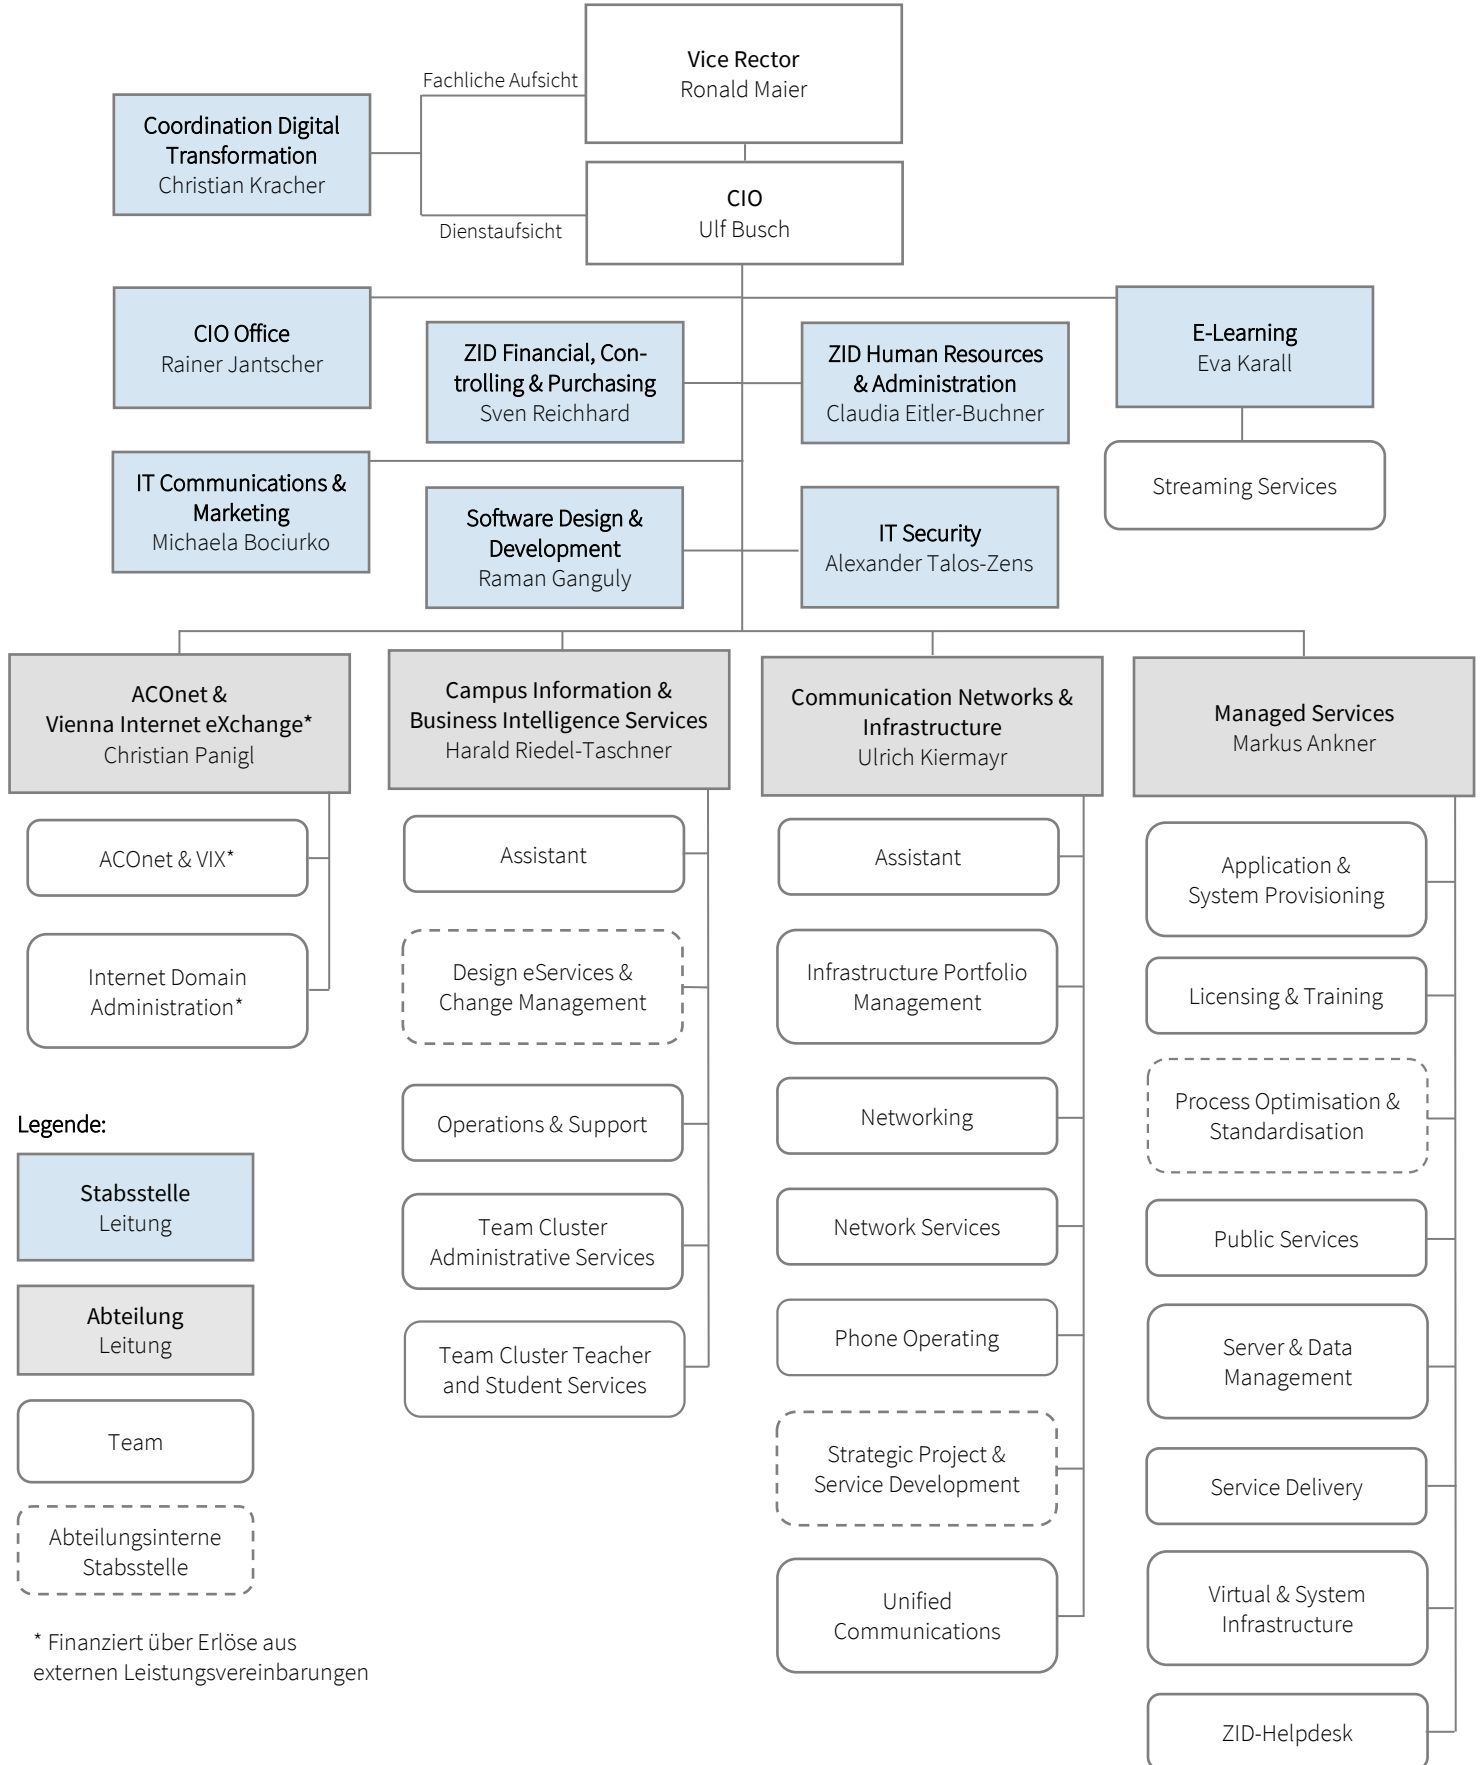 Vice Rector
Ronald Maier
Fachliche Aufsicht
Coordination Digital
Transformation
Christian Kracher
CIO
Ulf Busch
Dienstaufsicht
CIO Office
Rainer Jantscher
ZID Financial, Con-
trolling & Purchasing
Sven Reichhard
ZID Human Resources
& Administration
Claudia Eitler-Buchner
E-Learning
Eva Karall
Streaming Services
IT Communications &
Marketing
Michaela Bociurko
Software Design &
Development
Raman Ganguly
IT Security
Alexander Talos-Zens
ACOnet &
Vienna Internet eXchange*
Christian Panigl
ACOnet & VIX*
Internet Domain
Administration*
Campus Information &
Business Intelligence Services
Harald Riedel-Taschner
Assistant
Design eServices &
Change Management
Operations & Support
Team Cluster
Administrative Services
Team Cluster Teacher
and Student Services
Communication Networks &
Infrastructure
Ulrich Kiermayr
Assistant
Infrastructure Portfolio
Management
Networking
Network Services
Phone Operating
Strategic Project &
Service Development
Unified
Communications
Managed Services
Markus Ankner
Application &
System Provisioning
Licensing & Training
Process Optimisation &
Standardisation
Public Services
Server & Data
Management
Service Delivery
Virtual & System
Infrastructure
ZID-Helpdesk
Legende:
Stabsstelle
Leitung
Abteilung
Leitung
Team
Abteilungsinterne
Stabsstelle
* Finanziert über Erlöse aus
externen Leistungsvereinbarungen